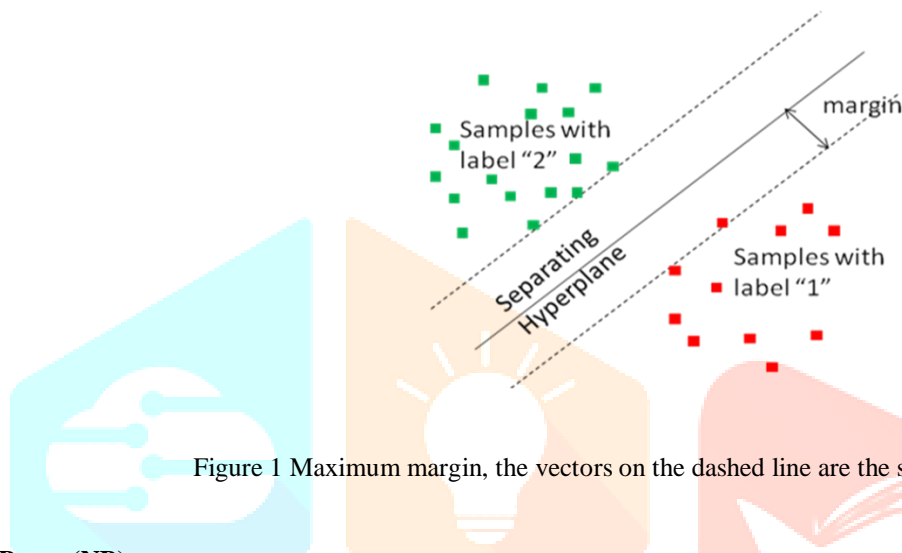 margin
Samples with
label "2"
Separating
Hyperplane
Samples with
label "1"
Figure 1 Maximum margin, the vectors on the dashed line are the